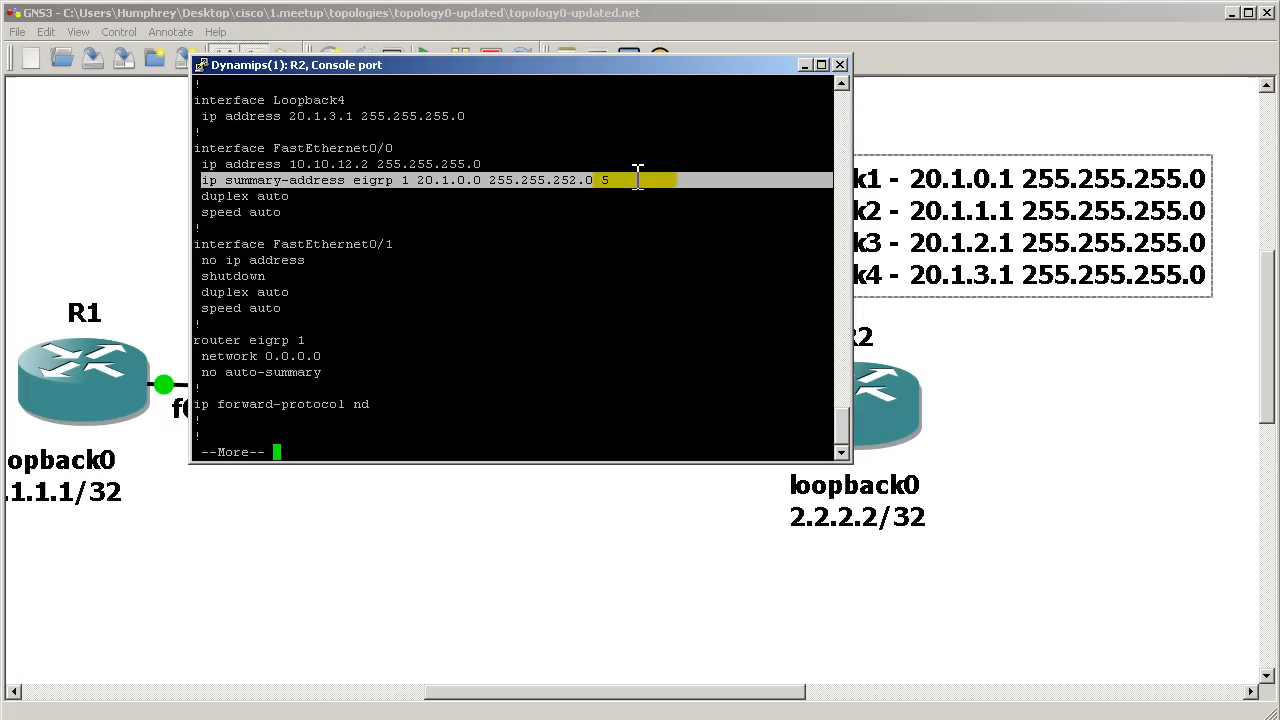 GNS3 - C:\Users\Humphrey\Desktop\cisco\1.meetup\topologies\topology0-updated\topology0-updated.net
File Edit View Control Annotate Help
Dynamips(1): R2, Console port
!
interface Loopback4
ip address 20.1.3.1 255.255.255.0
!
interface FastEthernet0/0
ip address 10.10.12.2 255.255.255.0
ip summary-address eigrp 1 20.1.0.0 255.255.252.0 5
duplex auto
speed auto
!
interface FastEthernet0/1
no ip address
shutdown
duplex auto
speed auto
!
router eigrp 1
network 0.0.0.0
no auto-summary
!
ip forward-protocol nd
!
!
--More--
k1 - 20.1.0.1 255.255.255.0
k2 - 20.1.1.1 255.255.255.0
k3 - 20.1.2.1 255.255.255.0
k4 - 20.1.3.1 255.255.255.0
R1
f0
opback0
.1.1.1/32
R2
loopback0
2.2.2.2/32